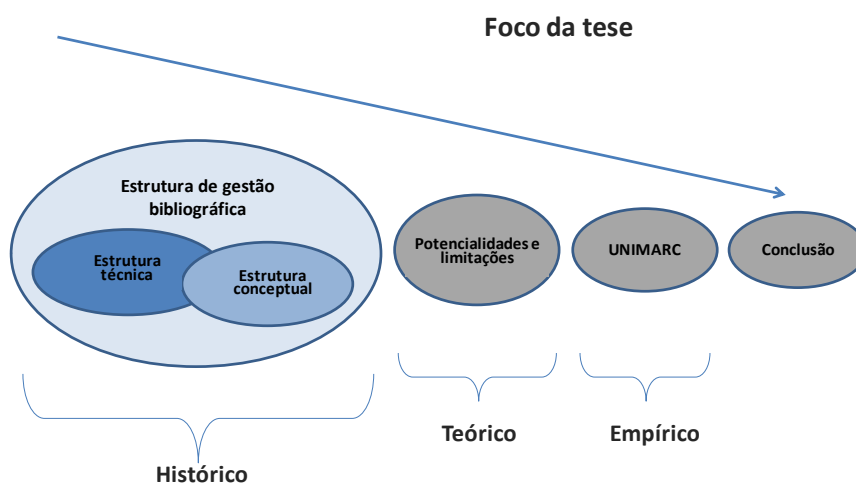 Foco da tese
Estrutura de gestão
bibliográfica
Estrutura
técnica
Estrutura
conceptual
Potencialidades e
limitações
UNIMARC
Conclusão
Histórico
Teórico
Empírico